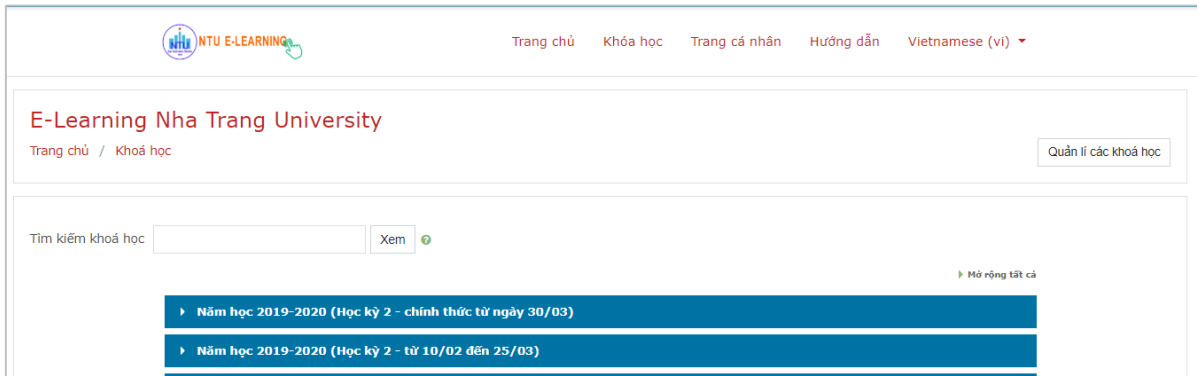 NTU NTU E-LEARNING
Trang chủ Khóa học Trang cá nhân Hướng dẫn Vietnamese (vi)
E-Learning Nha Trang University
Trang chủ / Khoá học
Quản lí các khoá học
Tìm kiếm khoá học Xem
Mở rộng tất cả
Năm học 2019-2020 (Học kỳ 2 - chính thức từ ngày 30/03)
Năm học 2019-2020 (Học kỳ 2 - từ 10/02 đến 25/03)